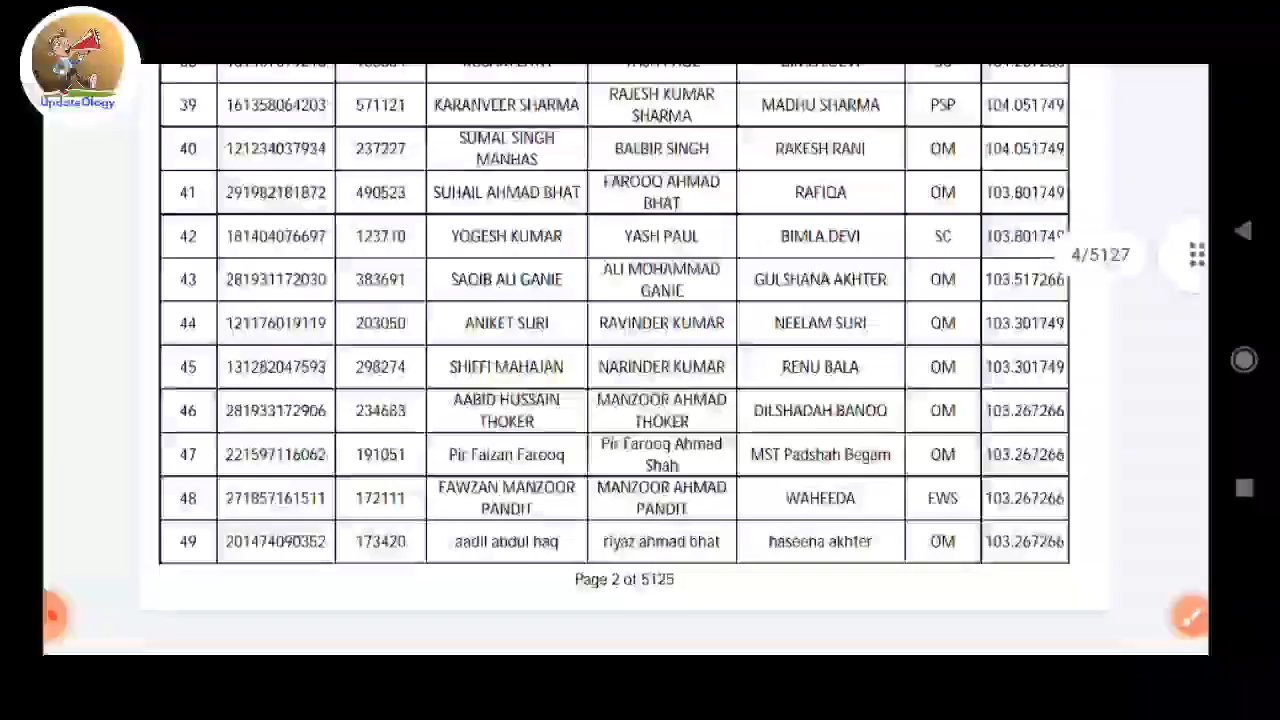 UpdateOlogy
39 161358064203 571121 KARANVEER SHARMA RAJESH KUMAR SHARMA MADHU SHARMA PSP 104.051749
40 121234037934 237227 SUMAL SINGH MANHAS BALBIR SINGH RAKESH RANI OM 104.051749
41 291982181872 490523 SUHAIL AHMAD BHAT FAROOQ AHMAD BHAT RAFIQA OM 103.801749
42 181404076697 123710 YOGESH KUMAR YASH PAUL BIMLA DEVI SC 103.80174
4/5127
43 281931172030 383691 SAQIB ALI GANIE ALI MOHAMMAD GANIE GULSHANA AKHTER OM 103.517266
44 121176019119 203050 ANIKET SURI RAVINDER KUMAR NEELAM SURI OM 103.301749
45 131282047593 298274 SHIFFI MAHAJAN NARINDER KUMAR RENU BALA OM 103.301749
46 281933172906 234683 AABID HUSSAIN THOKER MANZOOR AHMAD THOKER DILSHADAH BANOO OM 103.267266
47 221597116062 191051 Pir Faizan Farooq Pir Farooq Ahmad Shah MST Padshah Begam OM 103.267266
48 271857161511 172111 FAWZAN MANZOOR PANDIT MANZOOR AHMAD PANDIT WAHEEDA EWS 103.267266
49 201474090352 173420 aadil abdul haq riyaz ahmad bhat haseena akhter OM 103.267266
Page 2 of 5125